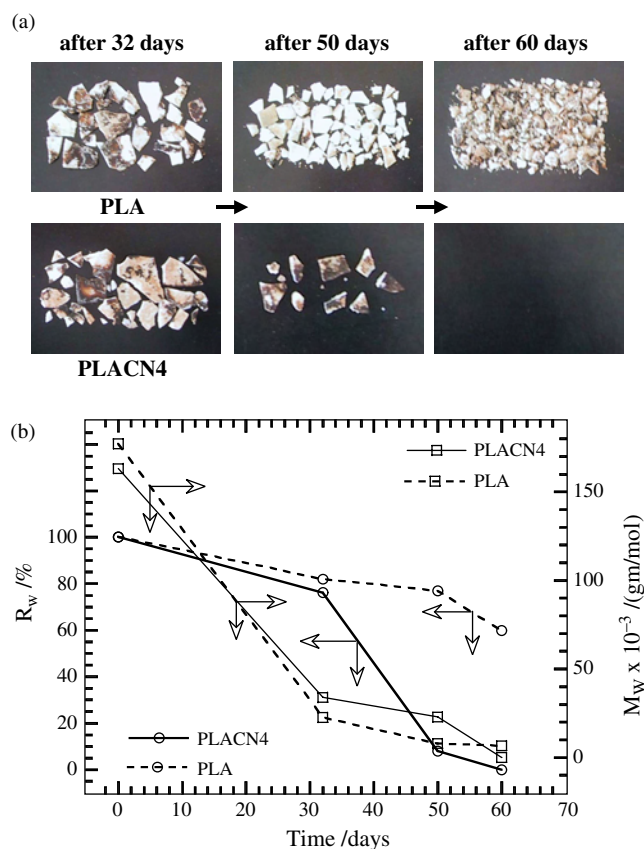 (a)
after 32 days after 50 days after 60 days
PLA
PLACN4
(b)
PLACN4
PLA
150
100
50
0
100
80
60
40
20
0
R_w /%
M_W x 10^{-3} /(gm/mol)
PLACN4
PLA
0 10 20 30 40 50 60 70
Time /days